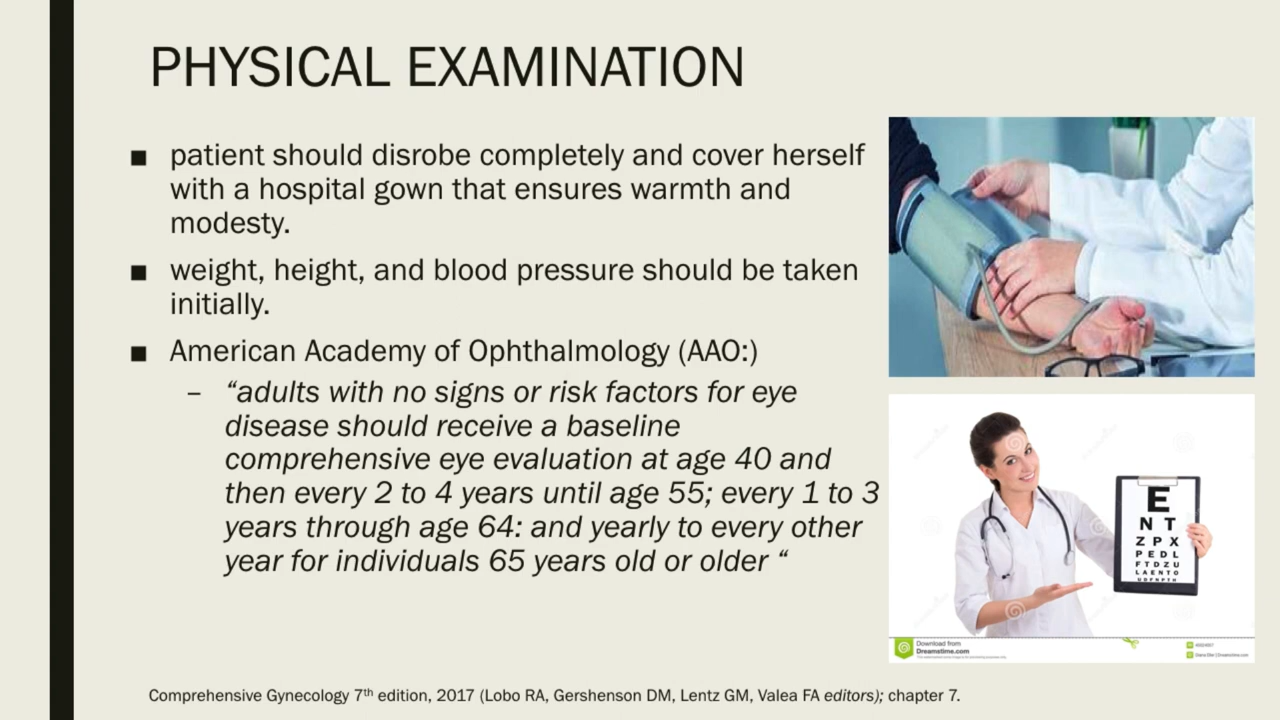 PHYSICAL EXAMINATION
■ patient should disrobe completely and cover herself
with a hospital gown that ensures warmth and
modesty.
■ weight, height, and blood pressure should be taken
initially.
■ American Academy of Ophthalmology (AAO:)
– “adults with no signs or risk factors for eye
disease should receive a baseline
comprehensive eye evaluation at age 40 and
then every 2 to 4 years until age 55; every 1 to 3
years through age 64: and yearly to every other
year for individuals 65 years old or older “
E
N T
Z P X
P E D L
F T D Z U
L A E N T O
Download from
Dreamstime.com
Comprehensive Gynecology 7th edition, 2017 (Lobo RA, Gershenson DM, Lentz GM, Valea FA editors); chapter 7.